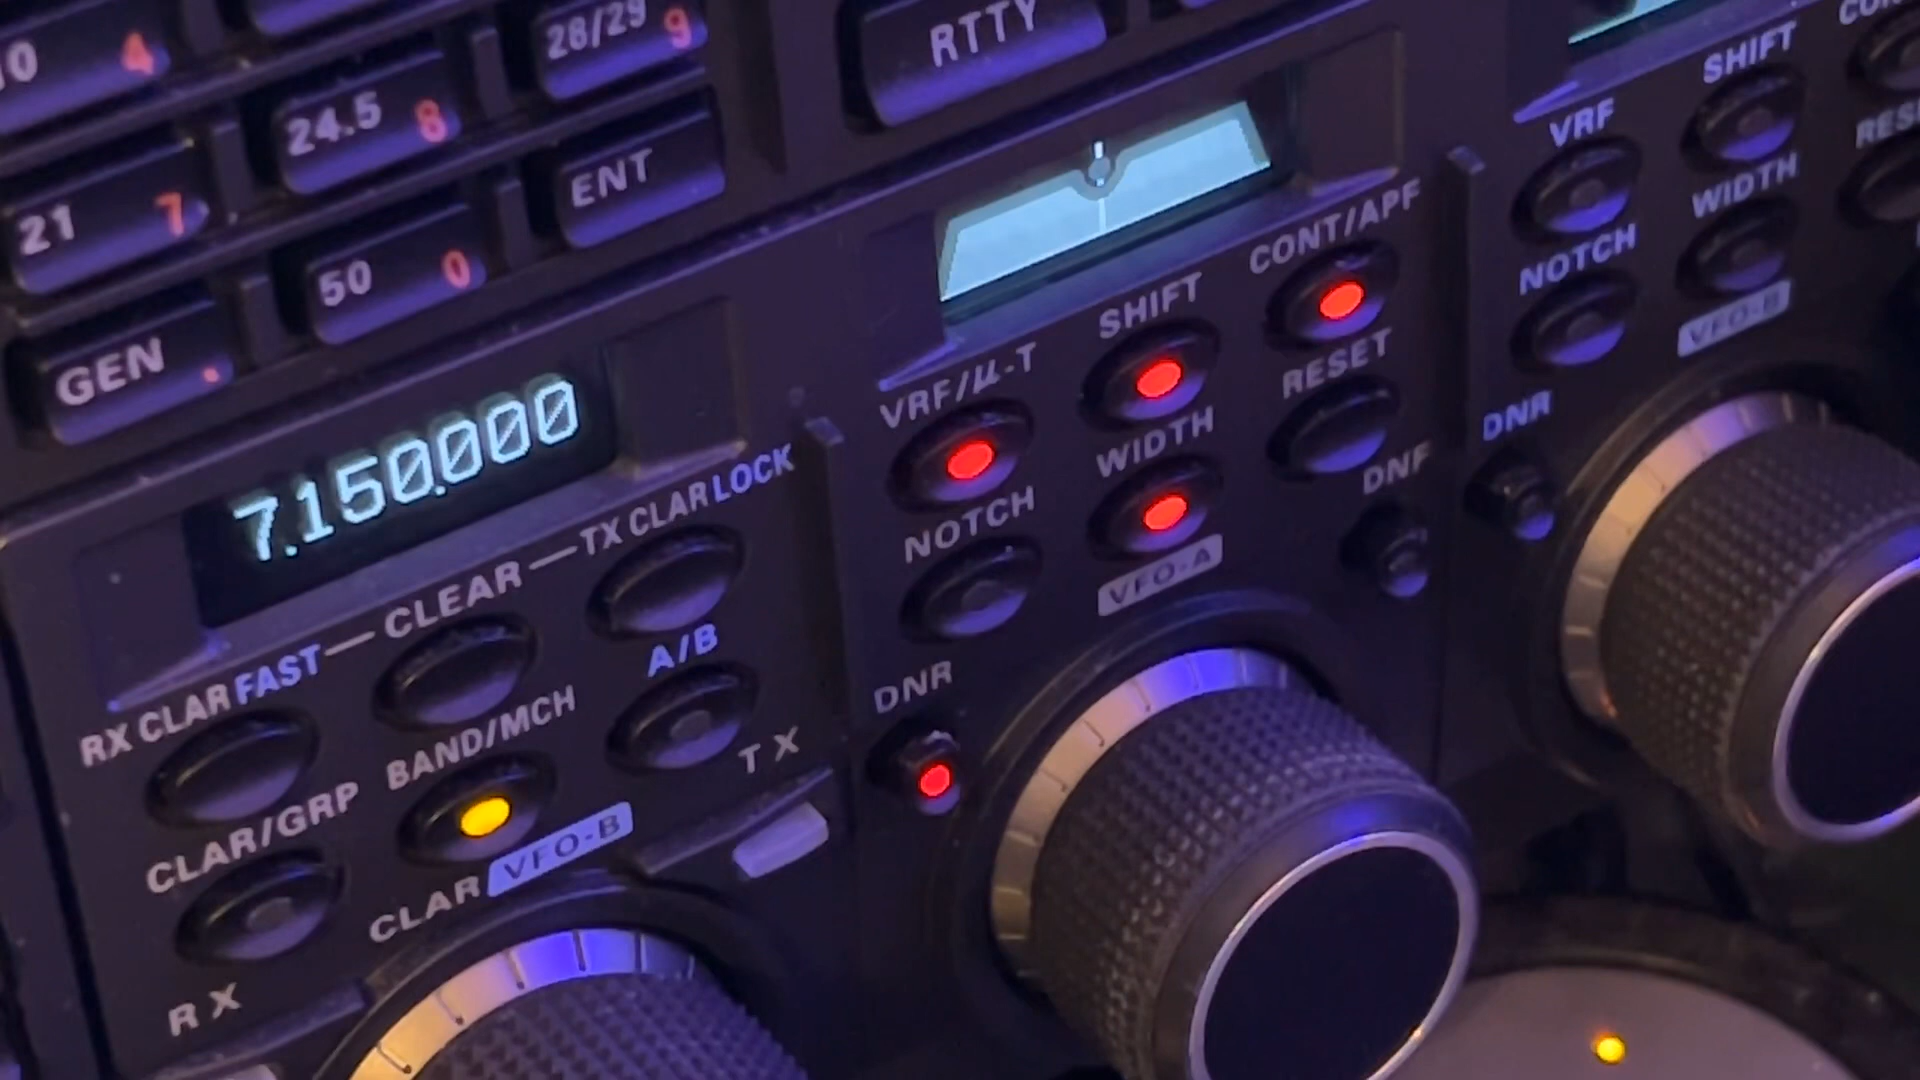 10 4
28/29 9
RTTY
24.5 8
21 7
ENT
50 0
GEN .
7.150.000
RX CLAR FAST — CLEAR — TX CLAR LOCK
CLAR/GRP
BAND/MCH
A/B
TX
CLAR VFO-B
RX
VRF/μ-T
SHIFT
CONT/APF
NOTCH
WIDTH
RESET
VFO-A
DNR
DNF
VRF
SHIFT
NOTCH
WIDTH
VFO-B
DNR